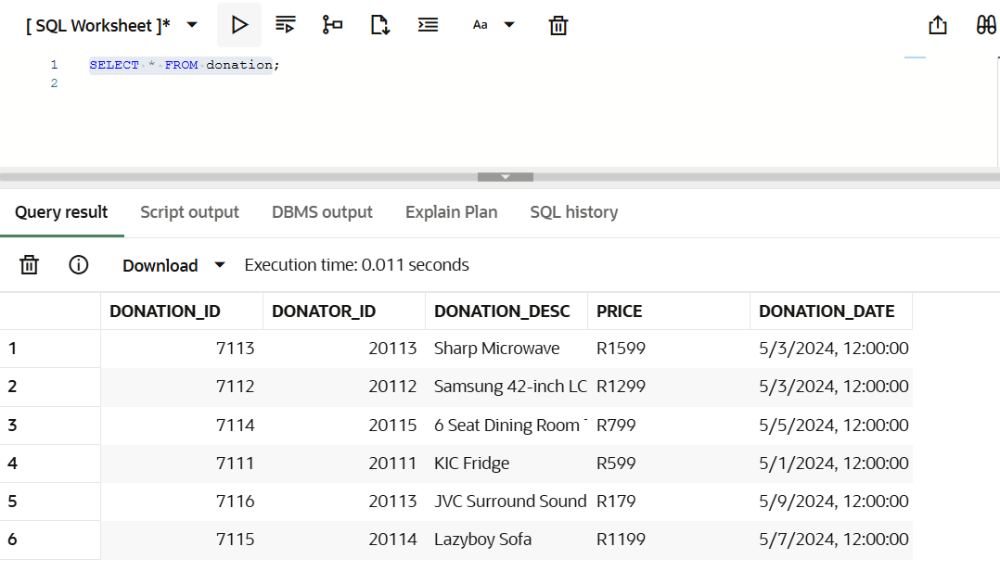 [ SQL Worksheet ]* Aa
1 SELECT * FROM donation;
2
Query result Script output DBMS output Explain Plan SQL history
Download Execution time: 0.011 seconds
DONATION_ID DONATOR_ID DONATION_DESC PRICE DONATION_DATE
1 7113 20113 Sharp Microwave R1599 5/3/2024, 12:00:00
2 7112 20112 Samsung 42-inch LC R1299 5/3/2024, 12:00:00
3 7114 20115 6 Seat Dining Room R799 5/5/2024, 12:00:00
4 7111 20111 KIC Fridge R599 5/1/2024, 12:00:00
5 7116 20113 JVC Surround Sound R179 5/9/2024, 12:00:00
6 7115 20114 Lazyboy Sofa R1199 5/7/2024, 12:00:00